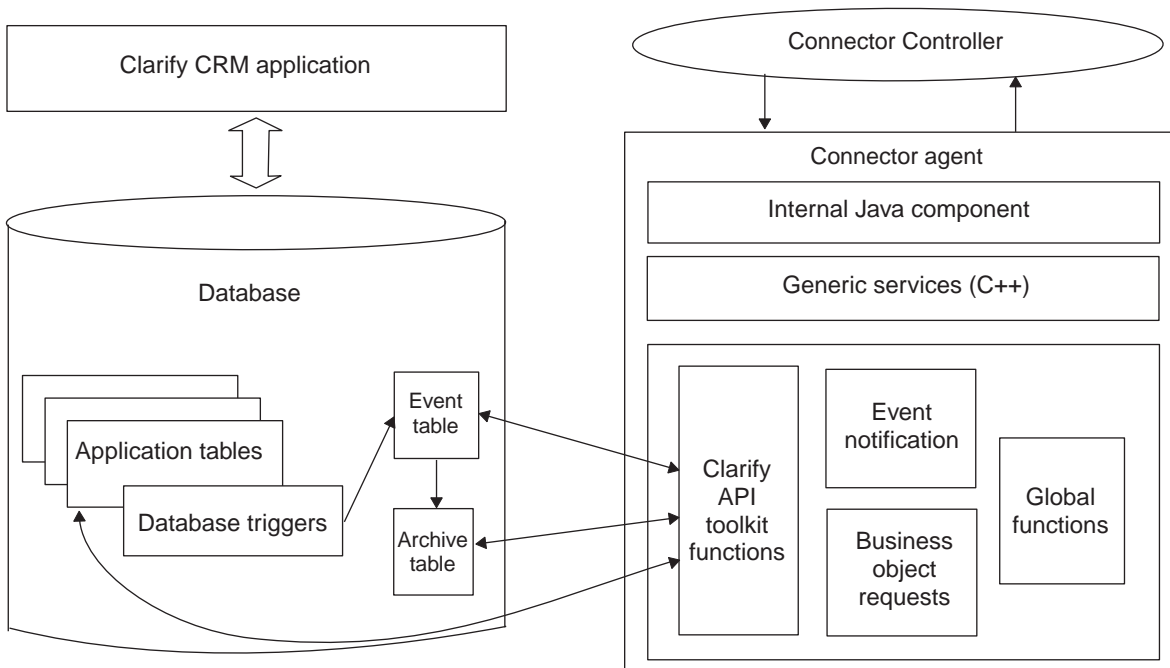 Clarify CRM application
Database
Application tables
Database triggers
Event
table
Archive
table
Connector Controller
Connector agent
Internal Java component
Generic services (C++)
Clarify
API
toolkit
functions
Event
notification
Business
object
requests
Global
functions